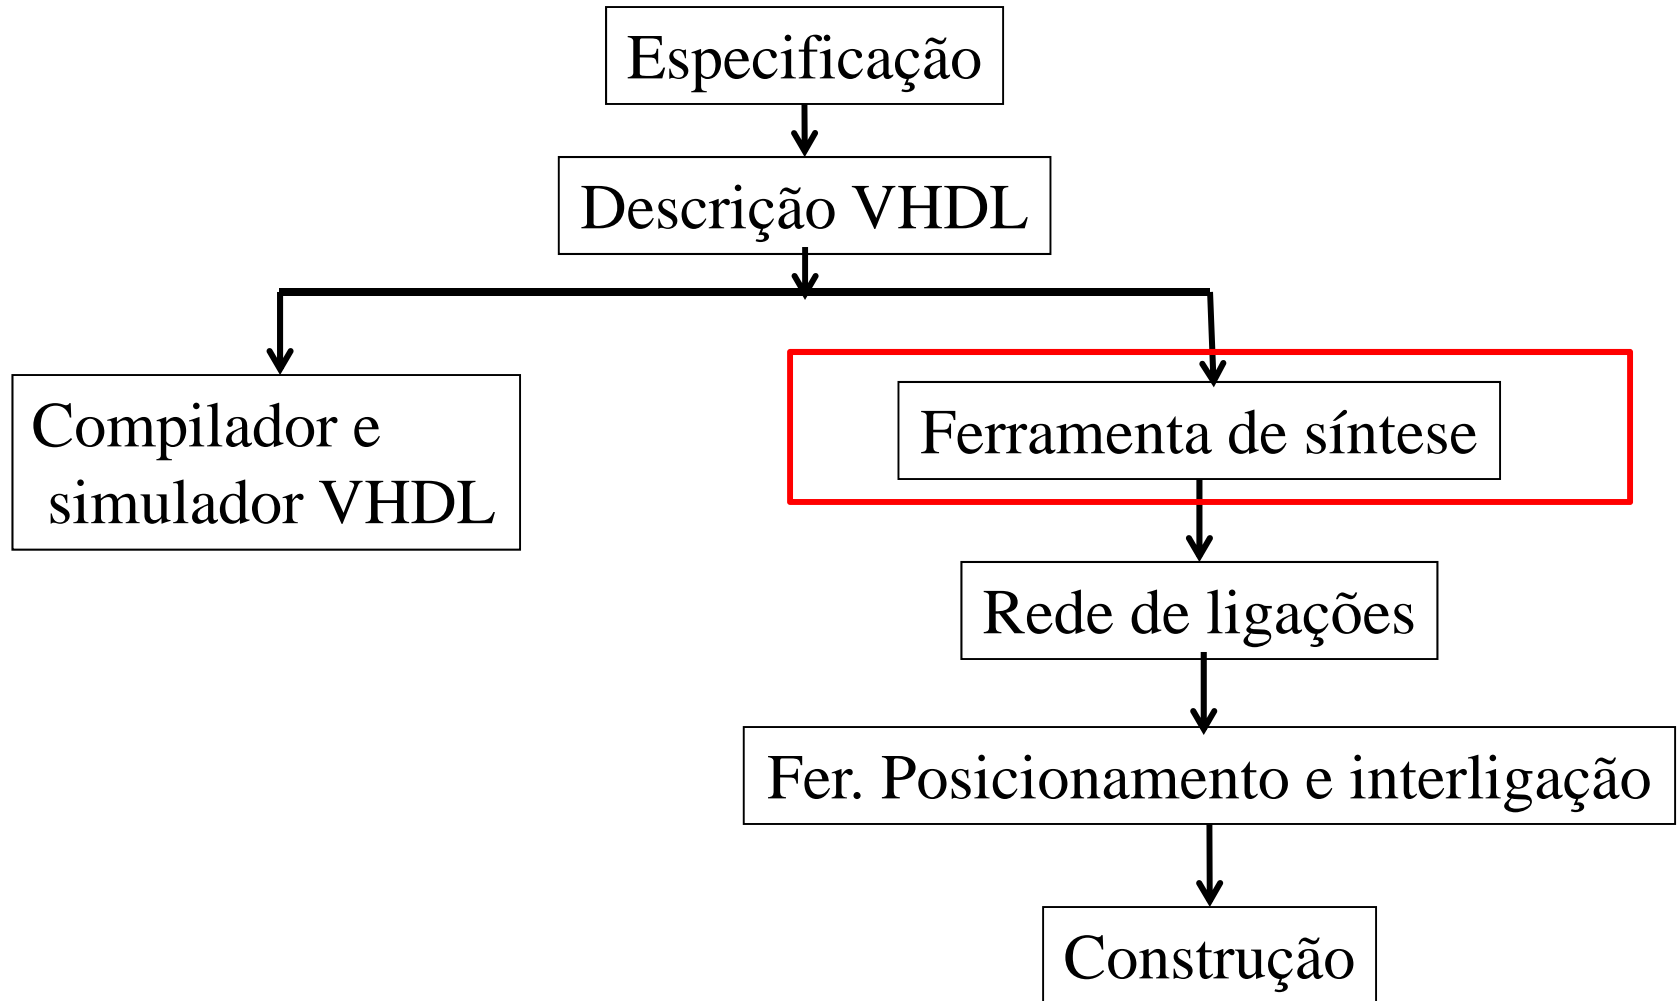 Especificação
Descrição VHDL
Compilador e
simulador VHDL
Ferramenta de síntese
Rede de ligações
Fer. Posicionamento e interligação
Construção